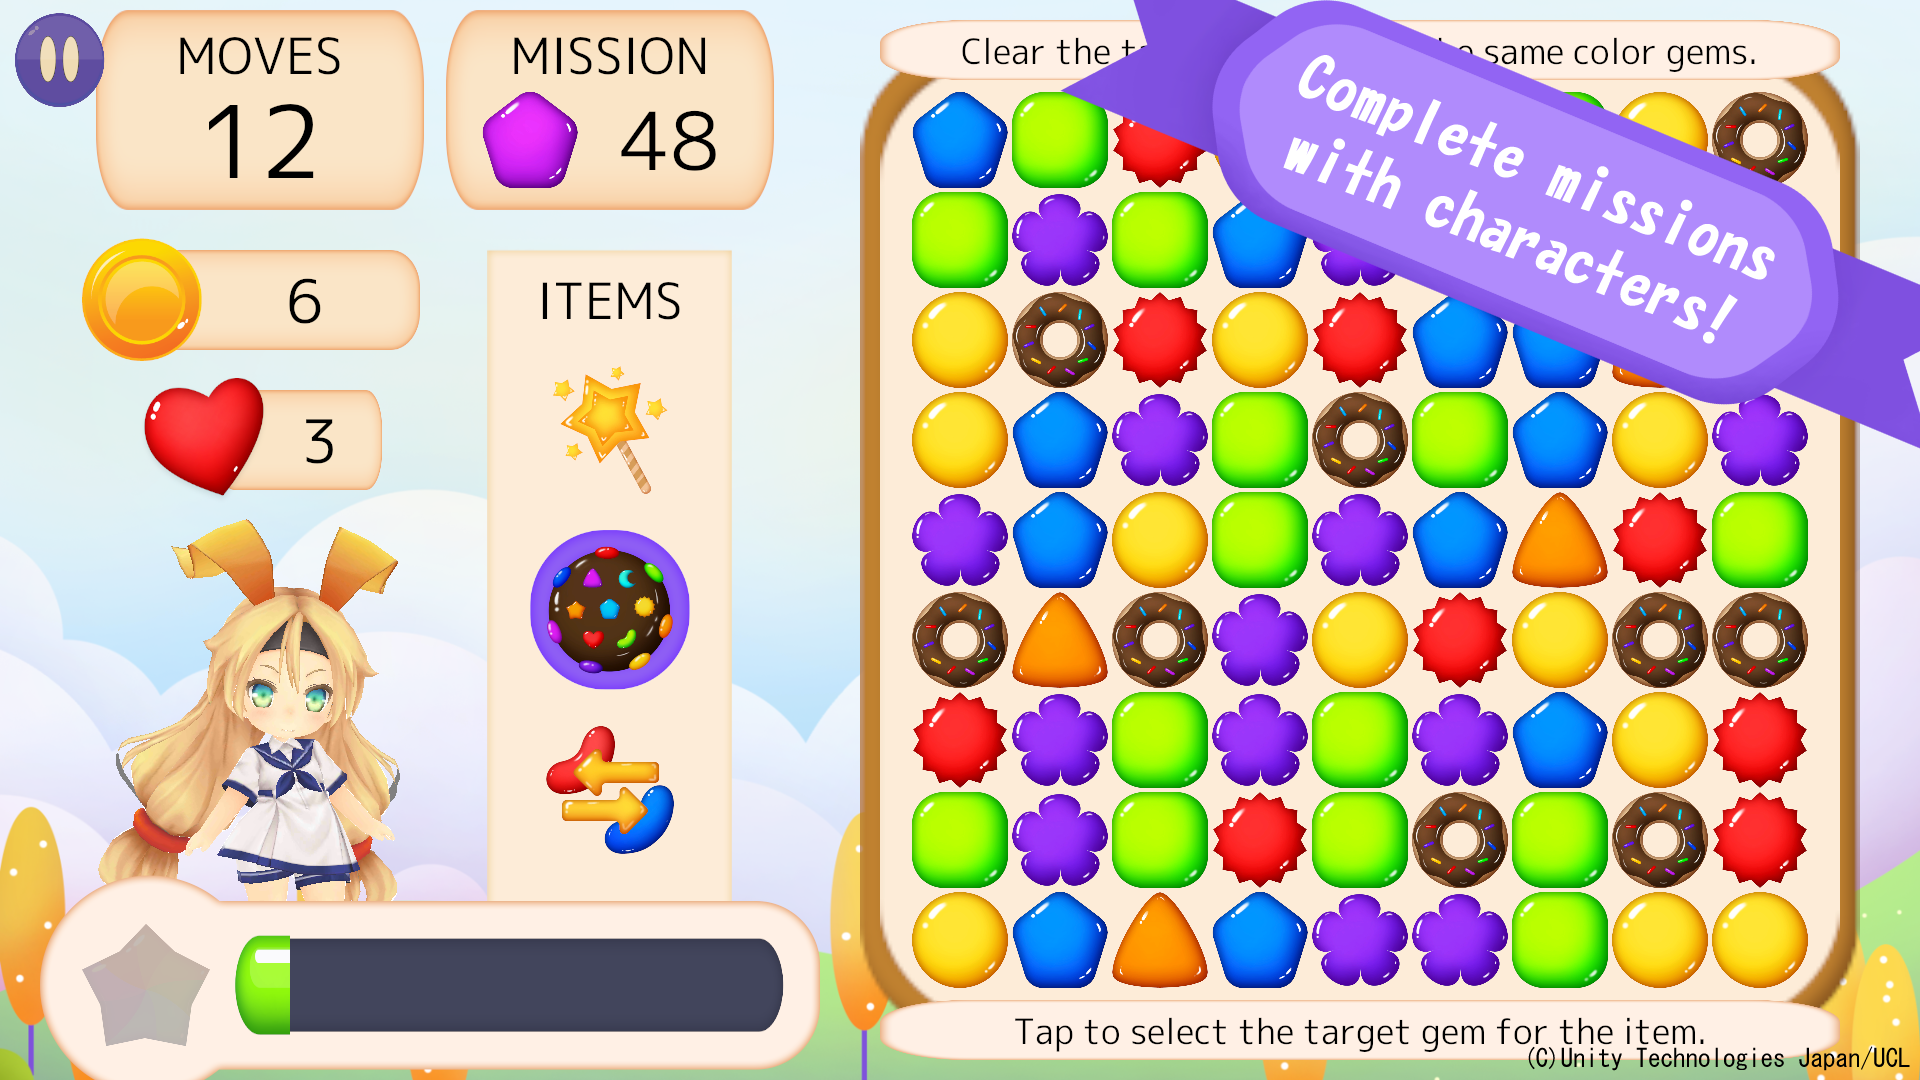 MOVES
12
MISSION
48
6
3
ITEMS
Clear the
same color gems.
Complete missions
with characters!
Tap to select the target gem for the item.
(C)Unity Technologies Japan/UCL